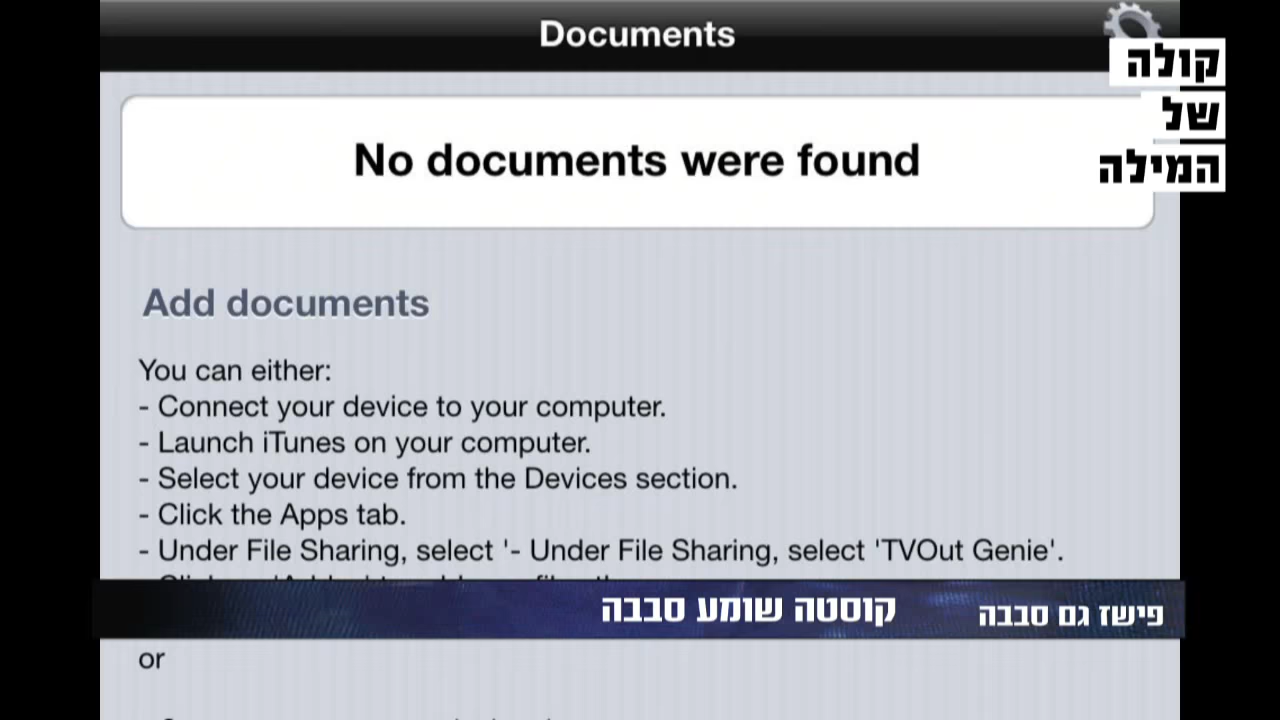 Documents
קולה
של
המילה
No documents were found
Add documents
You can either:
- Connect your device to your computer.
- Launch iTunes on your computer.
- Select your device from the Devices section.
- Click the Apps tab.
- Under File Sharing, select '- Under File Sharing, select 'TVOut Genie'.
פישז גם סבבה קוסטה שומע סבבה
or